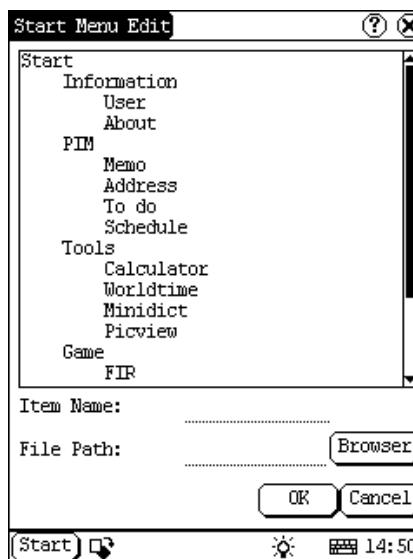 Start Menu Edit ?
Start
Information
User
About
PIM
Memo
Address
To do
Schedule
Tools
Calculator
Worldtime
Minidict
Picview
Game
FIR
Item Name:
File Path:
Browser
OK Cancel
Start 14:50